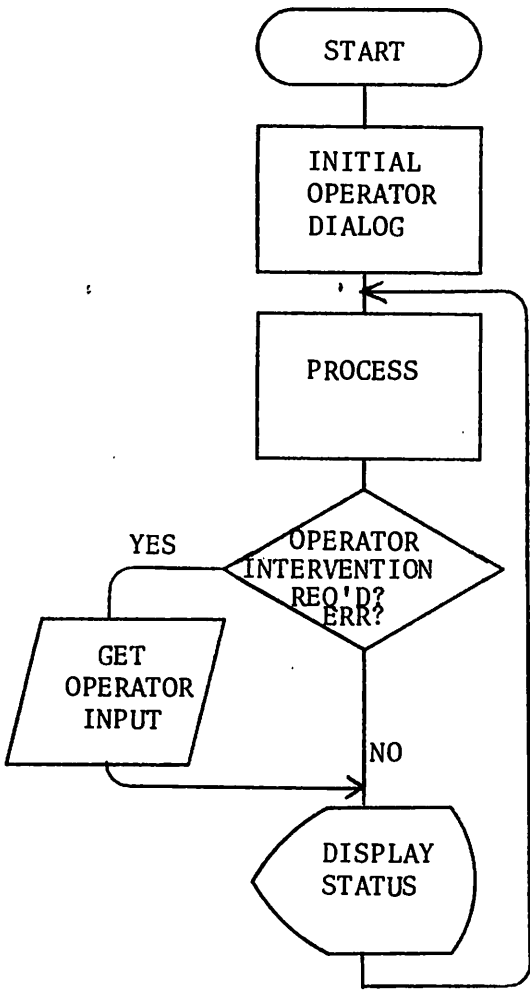 START
INITIAL
OPERATOR
DIALOG
PROCESS
YES
OPERATOR
INTERVENTION
REQ'D?
ERR?
GET
OPERATOR
INPUT
NO
DISPLAY
STATUS